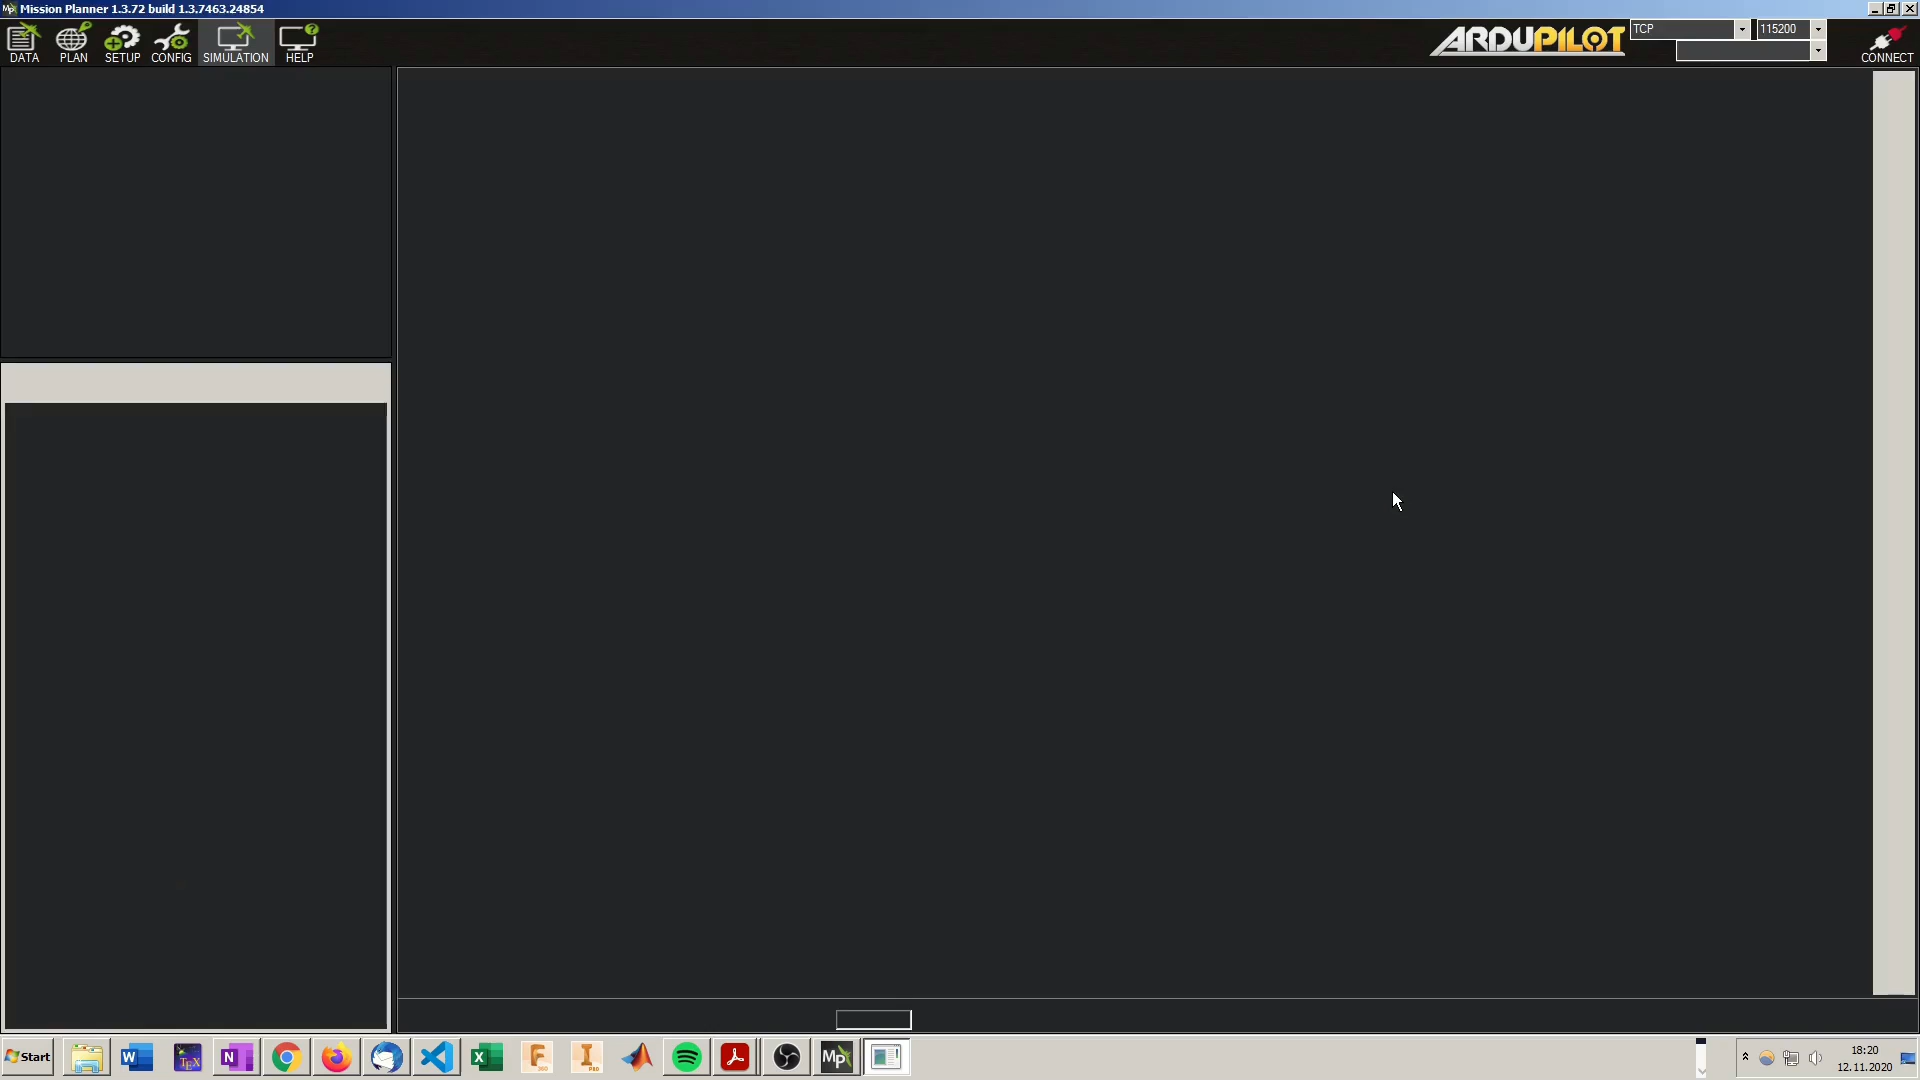 Mission Planner 1.3.72 build 1.3.7463.24854
DATA
PLAN
SETUP
CONFIG
SIMULATION
HELP
ARDUPILOT
TCP
115200
CONNECT
Start
18:20
12.11.2020